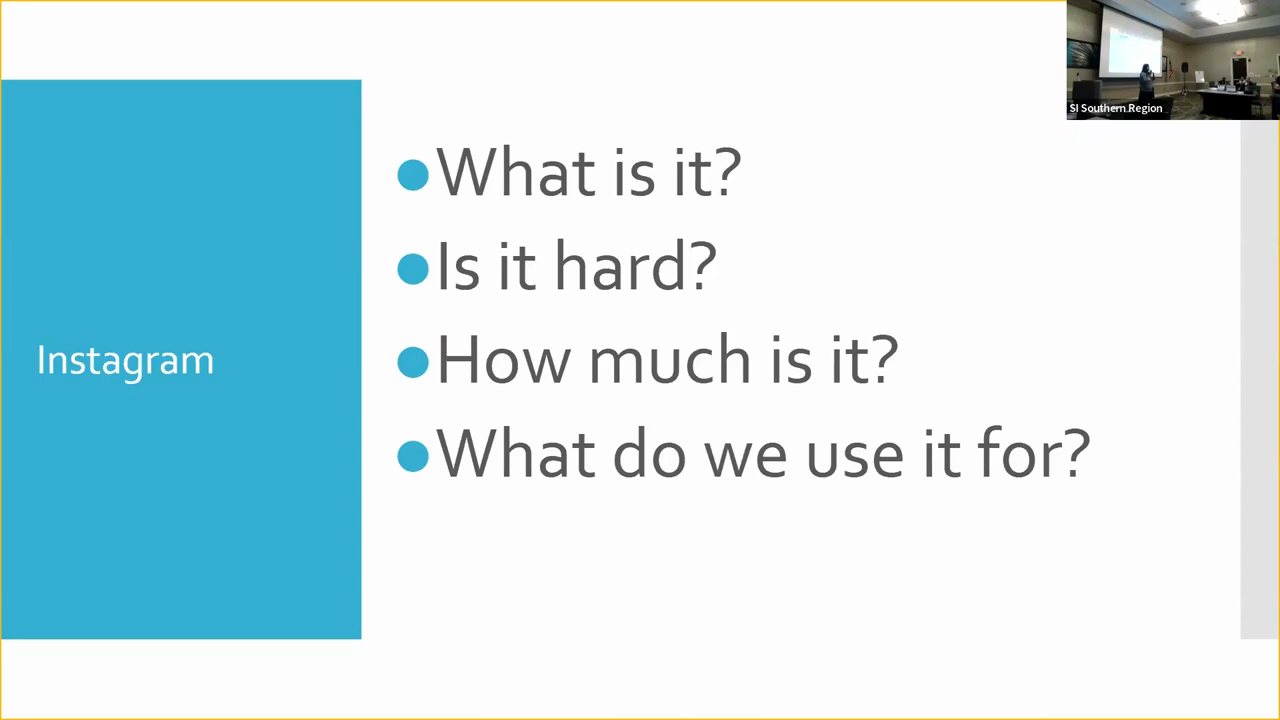 SI Southern Region
Instagram
What is it?
Is it hard?
How much is it?
What do we use it for?